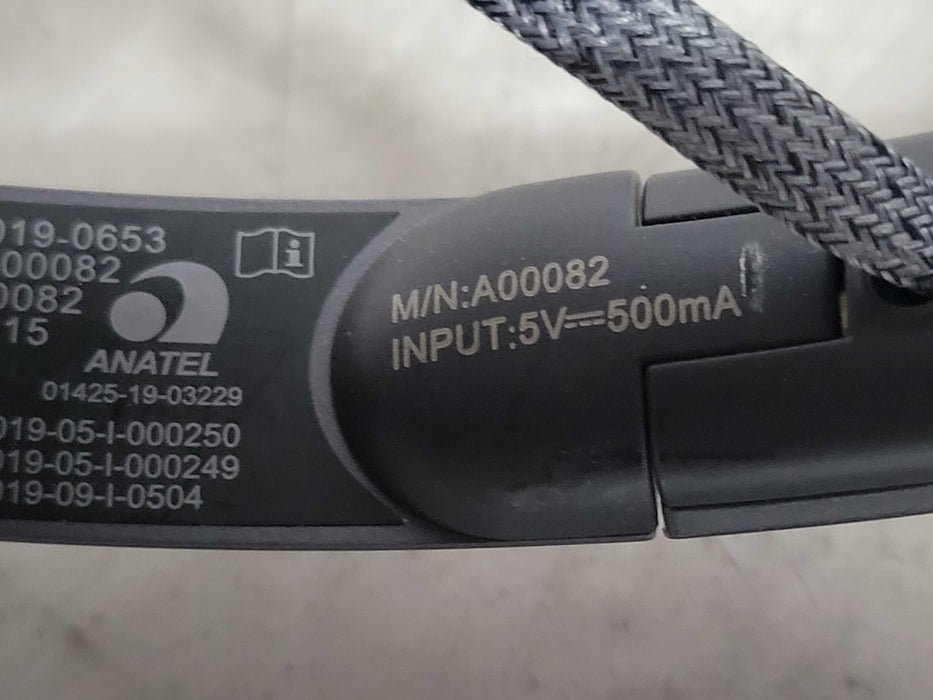 019-0653
00082
0082
15
ANATEL
01425-19-03229
019-05-I-000250
019-05-I-000249
019-09-I-0504
i
M/N:A00082
INPUT:5V⎓500mA